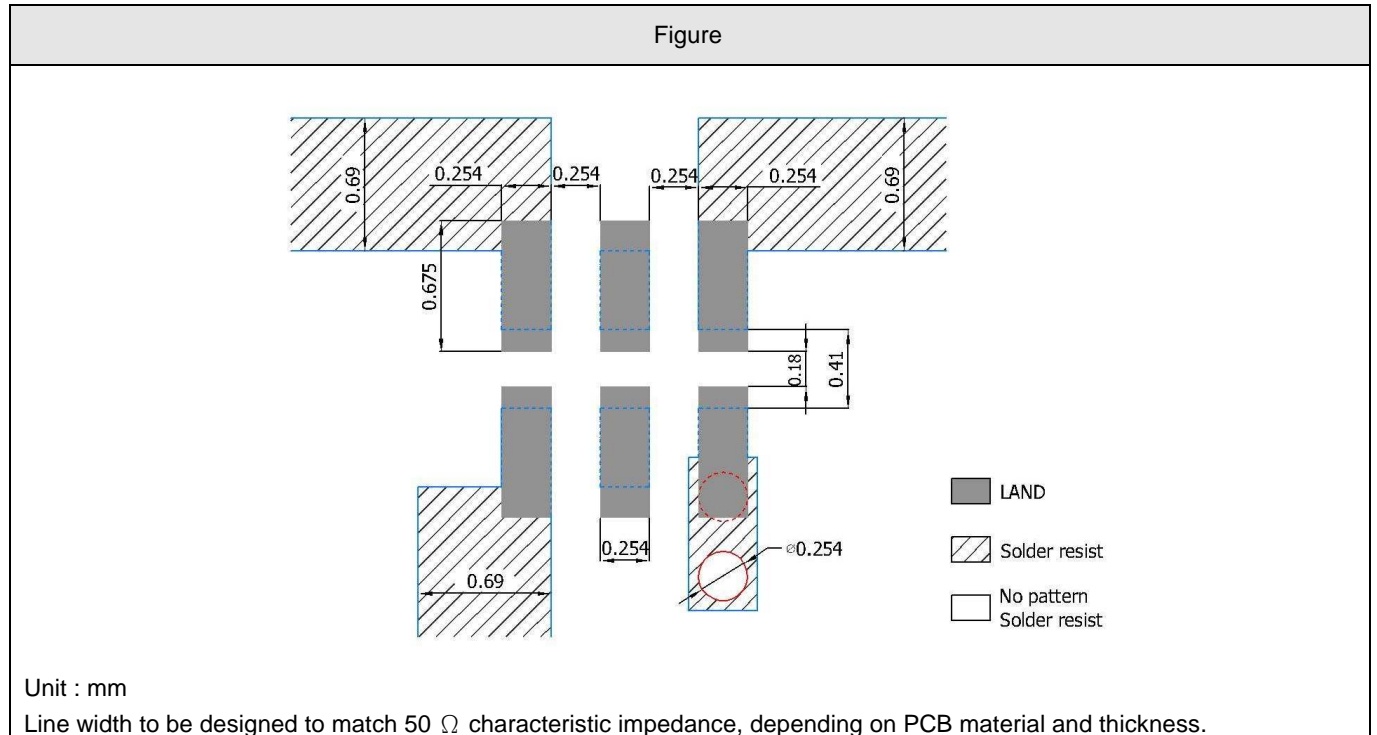 Figure
0.69
0.254
0.254
0.254
0.254
0.69
0.675
0.18
0.41
0.254
0.69
⌀0.254
LAND
Solder resist
No pattern
Solder resist
Unit : mm
Line width to be designed to match 50 Ω characteristic impedance, depending on PCB material and thickness.